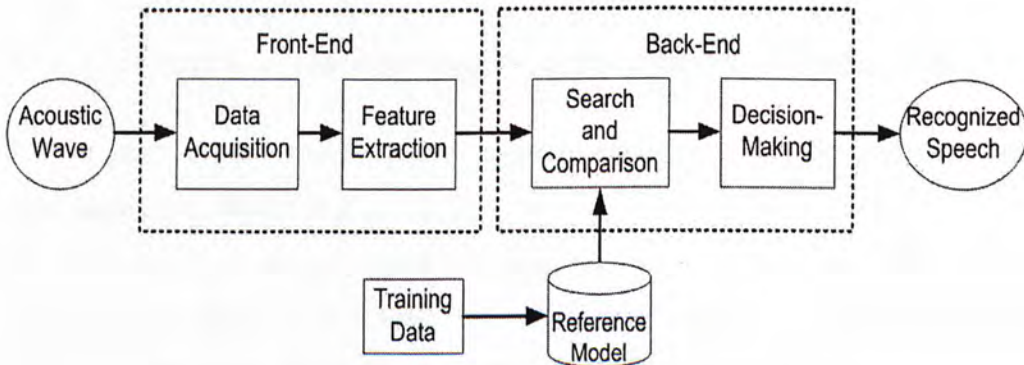 Front-End
Back-End
Acoustic
Wave
Data
Acquisition
Feature
Extraction
Search
and
Comparison
Decision-
Making
Recognized
Speech
Training
Data
Reference
Model